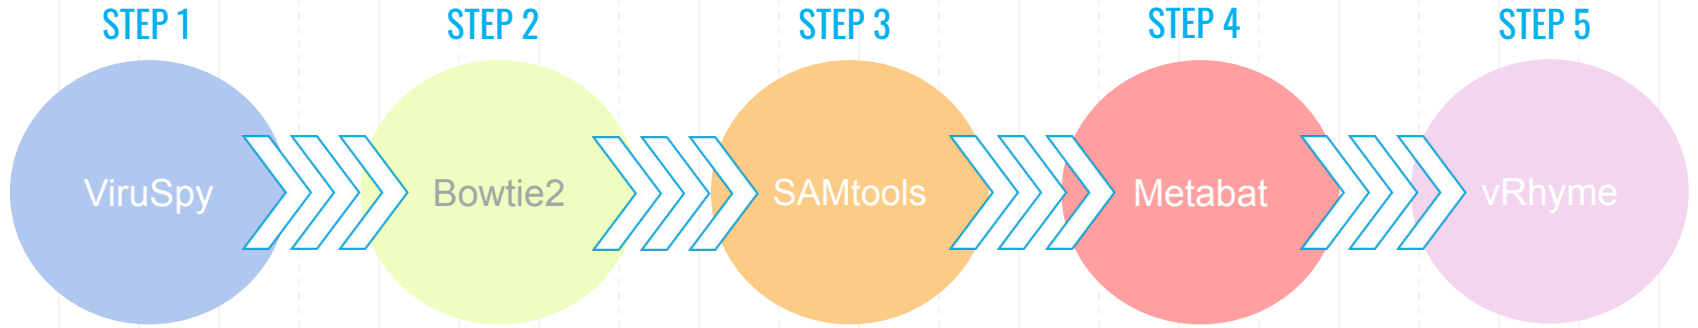 STEP 1
STEP 2
STEP 3
STEP 4
STEP 5
ViruSpy
Bowtie2
SAMtools
Metabat
vRhyme